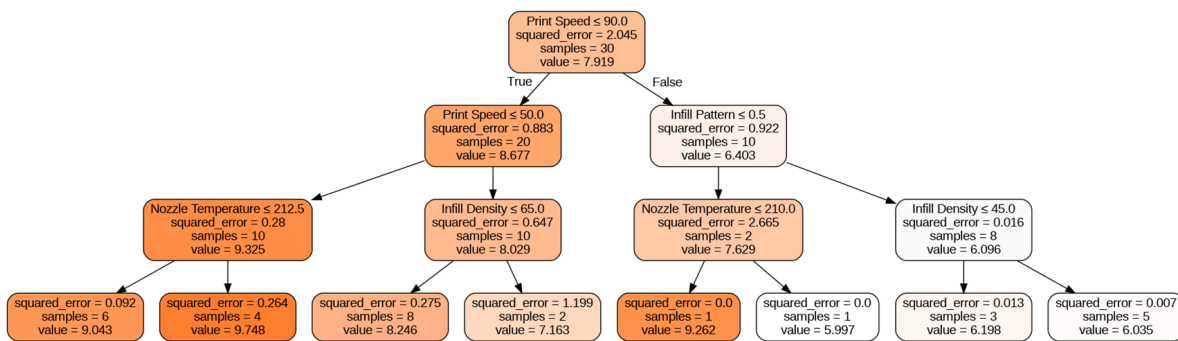 Print Speed ≤ 90.0
squared_error = 2.045
samples = 30
value = 7.919
True
False
Print Speed ≤ 50.0
squared_error = 0.883
samples = 20
value = 8.677
Infill Pattern ≤ 0.5
squared_error = 0.922
samples = 10
value = 6.403
Nozzle Temperature ≤ 212.5
squared_error = 0.28
samples = 10
value = 9.325
Infill Density ≤ 65.0
squared_error = 0.647
samples = 10
value = 8.029
Nozzle Temperature ≤ 210.0
squared_error = 2.665
samples = 2
value = 7.629
Infill Density ≤ 45.0
squared_error = 0.016
samples = 8
value = 6.096
squared_error = 0.092
samples = 6
value = 9.043
squared_error = 0.264
samples = 4
value = 9.748
squared_error = 0.275
samples = 8
value = 8.246
squared_error = 1.199
samples = 2
value = 7.163
squared_error = 0.0
samples = 1
value = 9.262
squared_error = 0.0
samples = 1
value = 5.997
squared_error = 0.013
samples = 3
value = 6.198
squared_error = 0.007
samples = 5
value = 6.035